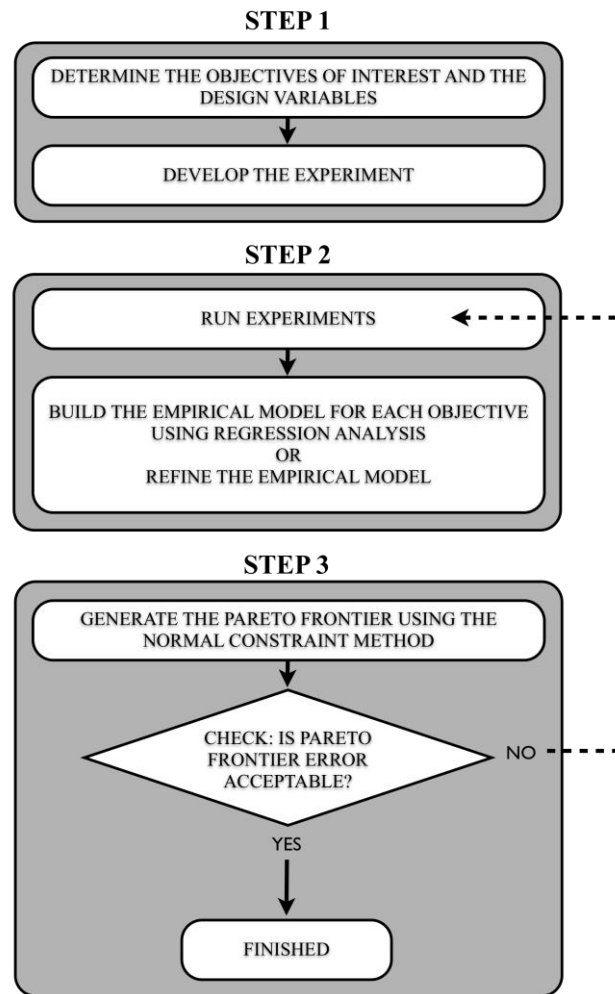 STEP 1
DETERMINE THE OBJECTIVES OF INTEREST AND THE
DESIGN VARIABLES
DEVELOP THE EXPERIMENT
STEP 2
RUN EXPERIMENTS
BUILD THE EMPIRICAL MODEL FOR EACH OBJECTIVE
USING REGRESSION ANALYSIS
OR
REFINE THE EMPIRICAL MODEL
STEP 3
GENERATE THE PARETO FRONTIER USING THE
NORMAL CONSTRAINT METHOD
CHECK: IS PARETO
FRONTIER ERROR
ACCEPTABLE?
NO
YES
FINISHED